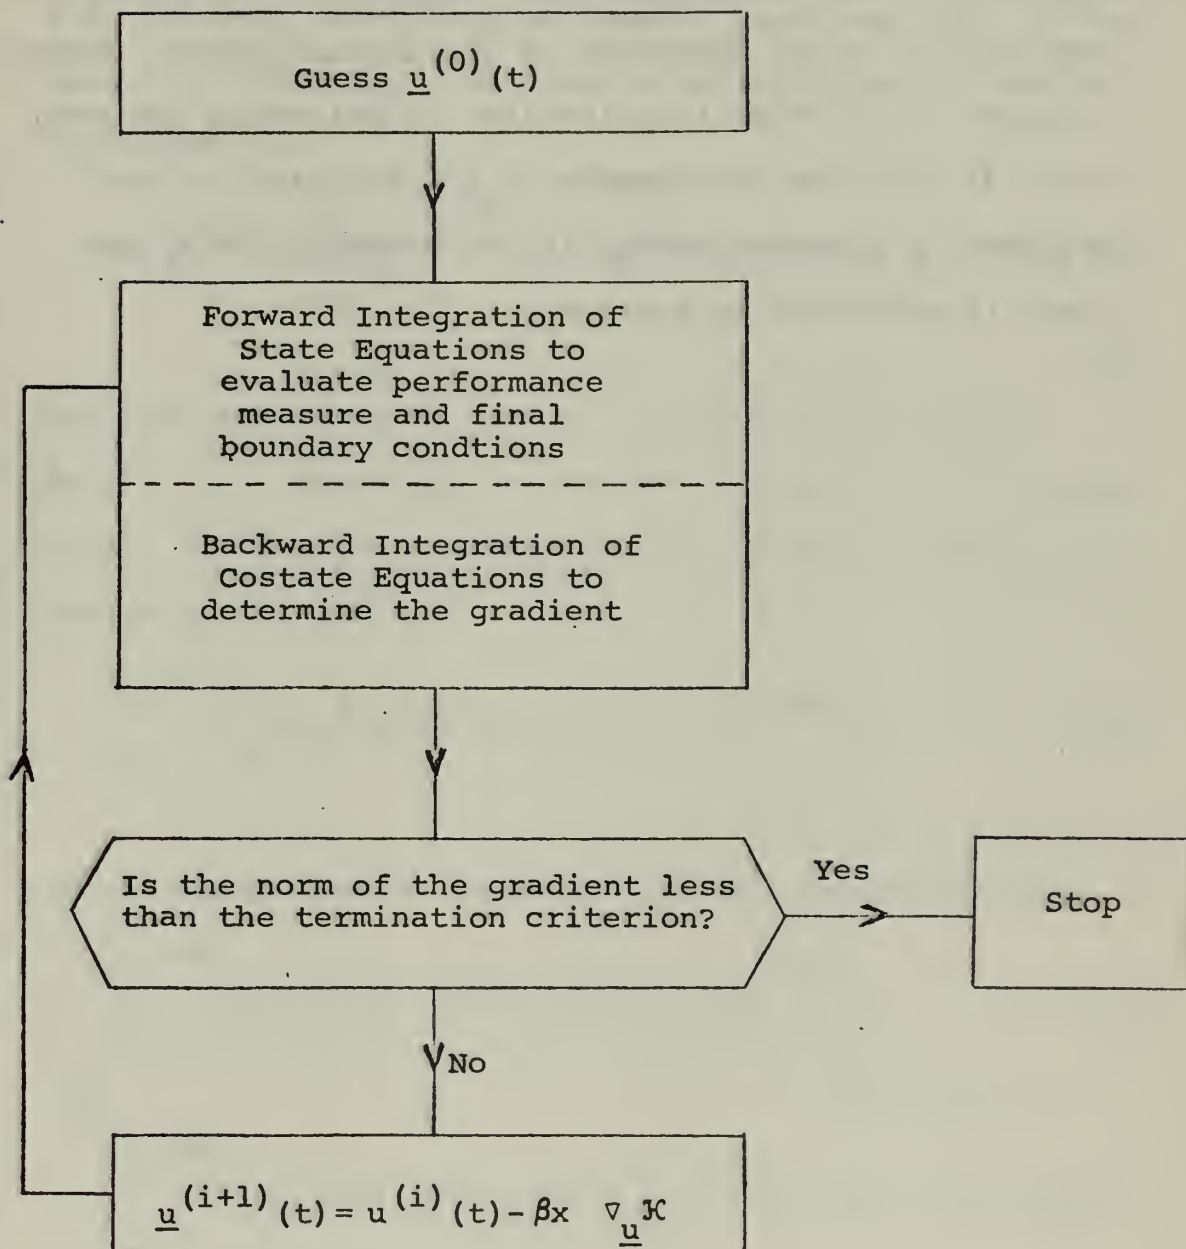 Guess u^(0)(t)
Forward Integration of
State Equations to
evaluate performance
measure and final
boundary condtions
Backward Integration of
Costate Equations to
determine the gradient
Is the norm of the gradient less
than the termination criterion?
Yes
Stop
No
u^(i+1)(t) = u^(i)(t) - βx ∇_u ℋ